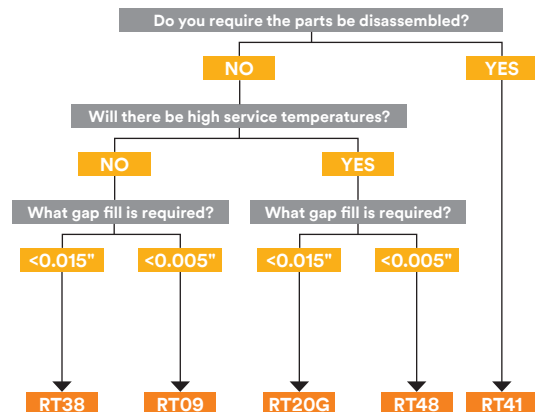 Do you require the parts be disassembled?
NO
YES
Will there be high service temperatures?
NO
YES
What gap fill is required?
What gap fill is required?
<0.015"
<0.005"
<0.015"
<0.005"
RT38
RT09
RT20G
RT48
RT41